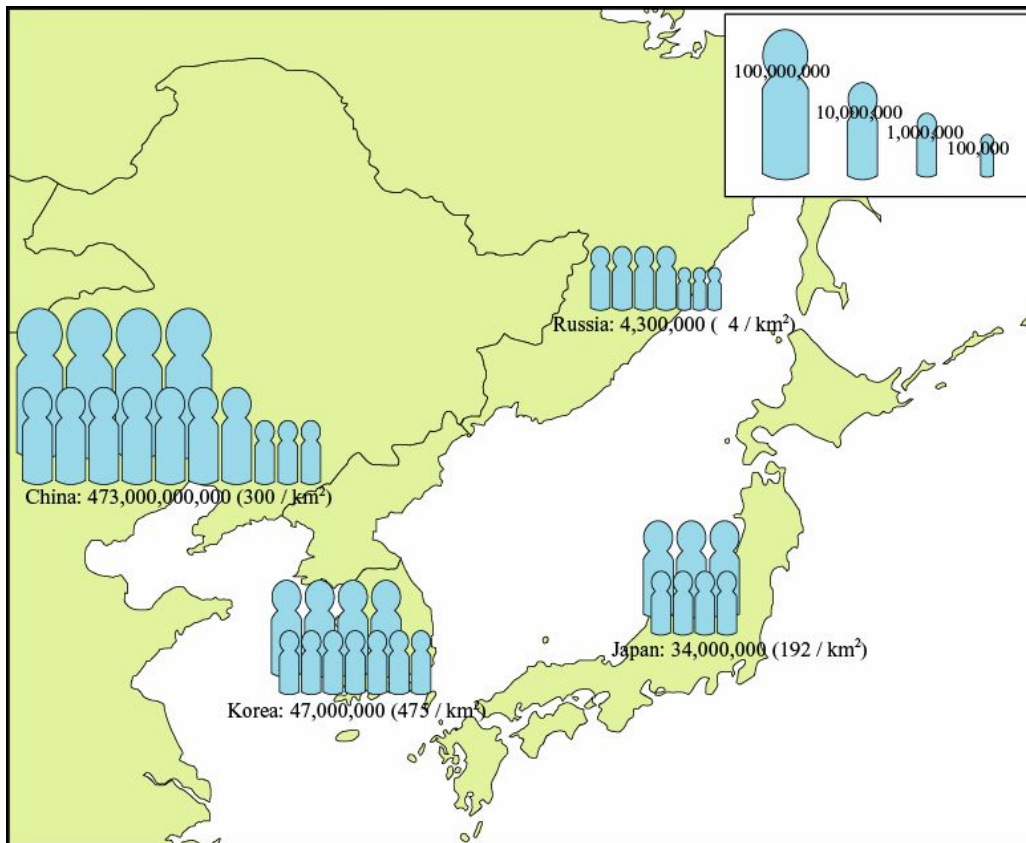 100,000,000
10,000,000
1,000,000
100,000
Russia: 4,300,000 (  4 / km²)
China: 473,000,000,000 (300 / km²)
Japan: 34,000,000 (192 / km²)
Korea: 47,000,000 (475 / km²)